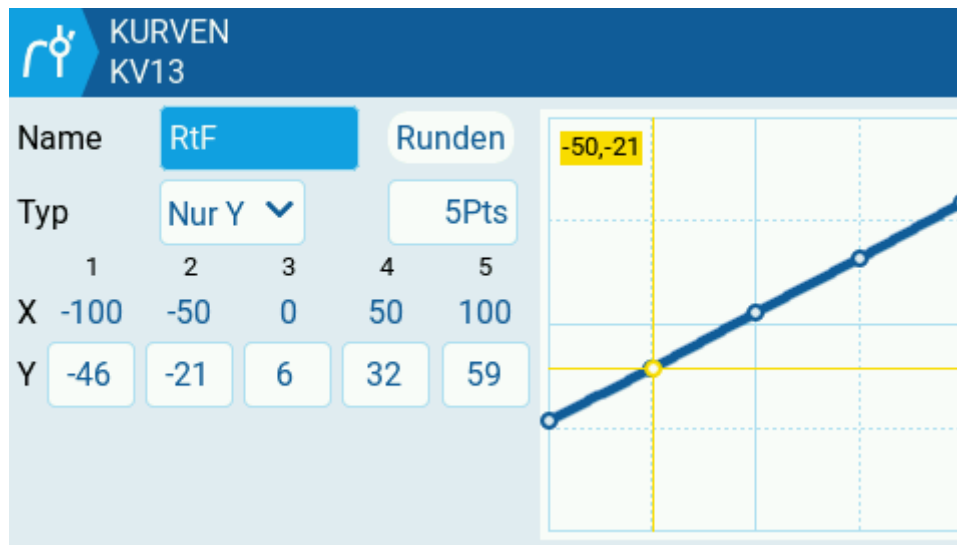 KURVEN
KV13
Name RtF Runden
Typ Nur Y 5Pts
1 2 3 4 5
X -100 -50 0 50 100
Y -46 -21 6 32 59
-50,-21